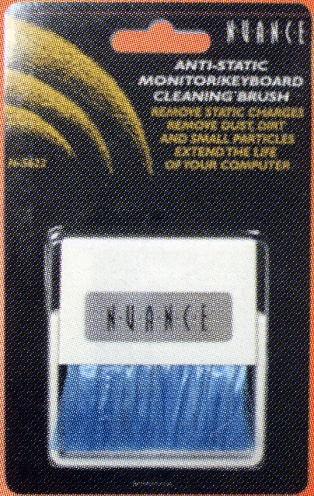 NUANCE
ANTI-STATIC
MONITOR/KEYBOARD
CLEANING BRUSH
REMOVE STATIC CHARGES
REMOVE DUST, DIRT
AND SMALL PARTICLES
EXTEND THE LIFE
OF YOUR COMPUTER
NUANCE